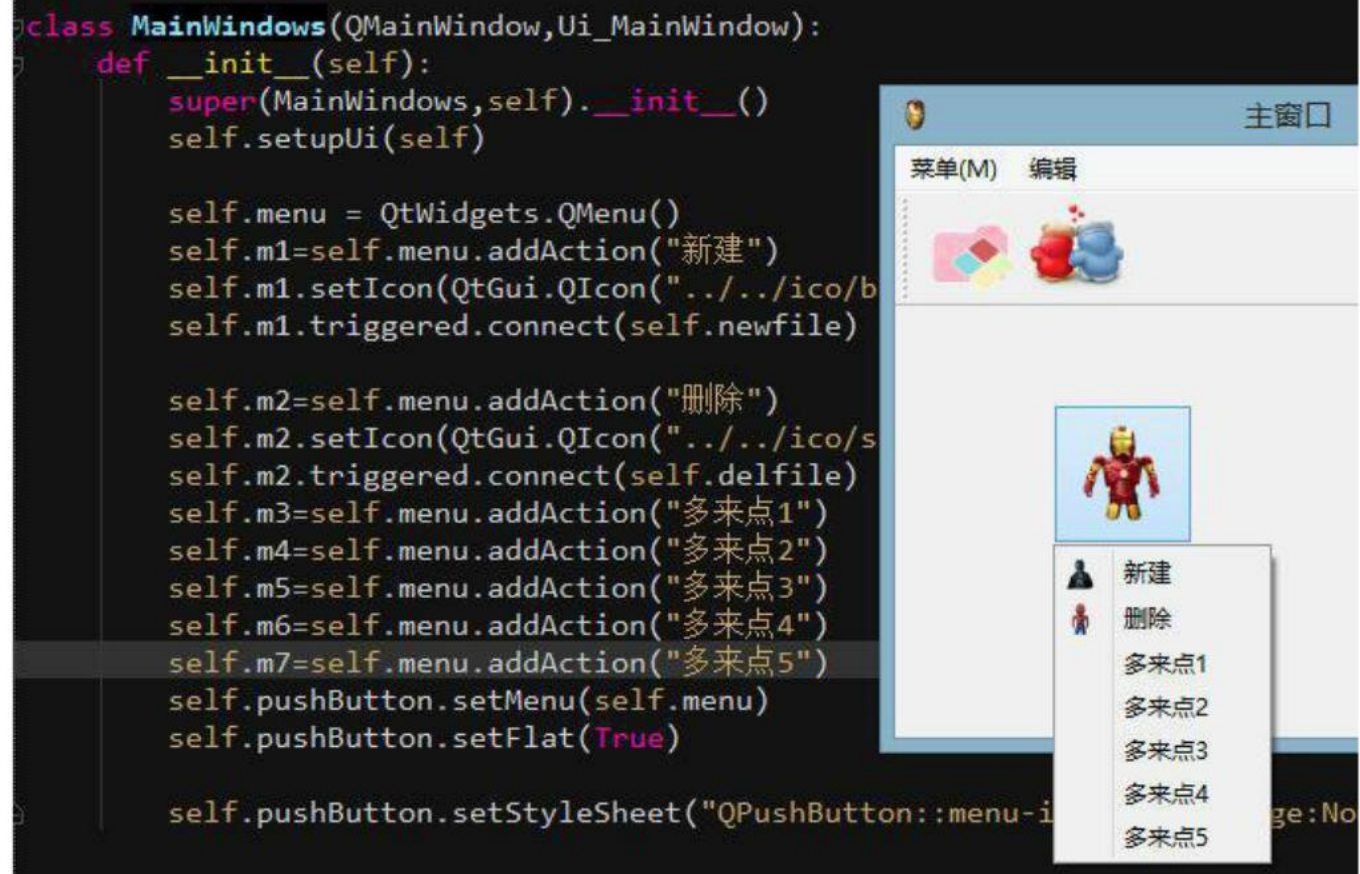 class MainWindows(QMainWindow,Ui_MainWindow):
def __init__(self):
super(MainWindows,self).__init__()
self.setupUi(self)
self.menu = QtWidgets.QMenu()
self.m1=self.menu.addAction("新建")
self.m1.setIcon(QtGui.QIcon("../../ico/b
self.m1.triggered.connect(self.newfile)
self.m2=self.menu.addAction("删除")
self.m2.setIcon(QtGui.QIcon("../../ico/s
self.m2.triggered.connect(self.delfile)
self.m3=self.menu.addAction("多来点1")
self.m4=self.menu.addAction("多来点2")
self.m5=self.menu.addAction("多来点3")
self.m6=self.menu.addAction("多来点4")
self.m7=self.menu.addAction("多来点5")
self.pushButton.setMenu(self.menu)
self.pushButton.setFlat(True)
self.pushButton.setStyleSheet("QPushButton::menu-i ge:No
主窗口
菜单(M) 编辑
新建
删除
多来点1
多来点2
多来点3
多来点4
多来点5